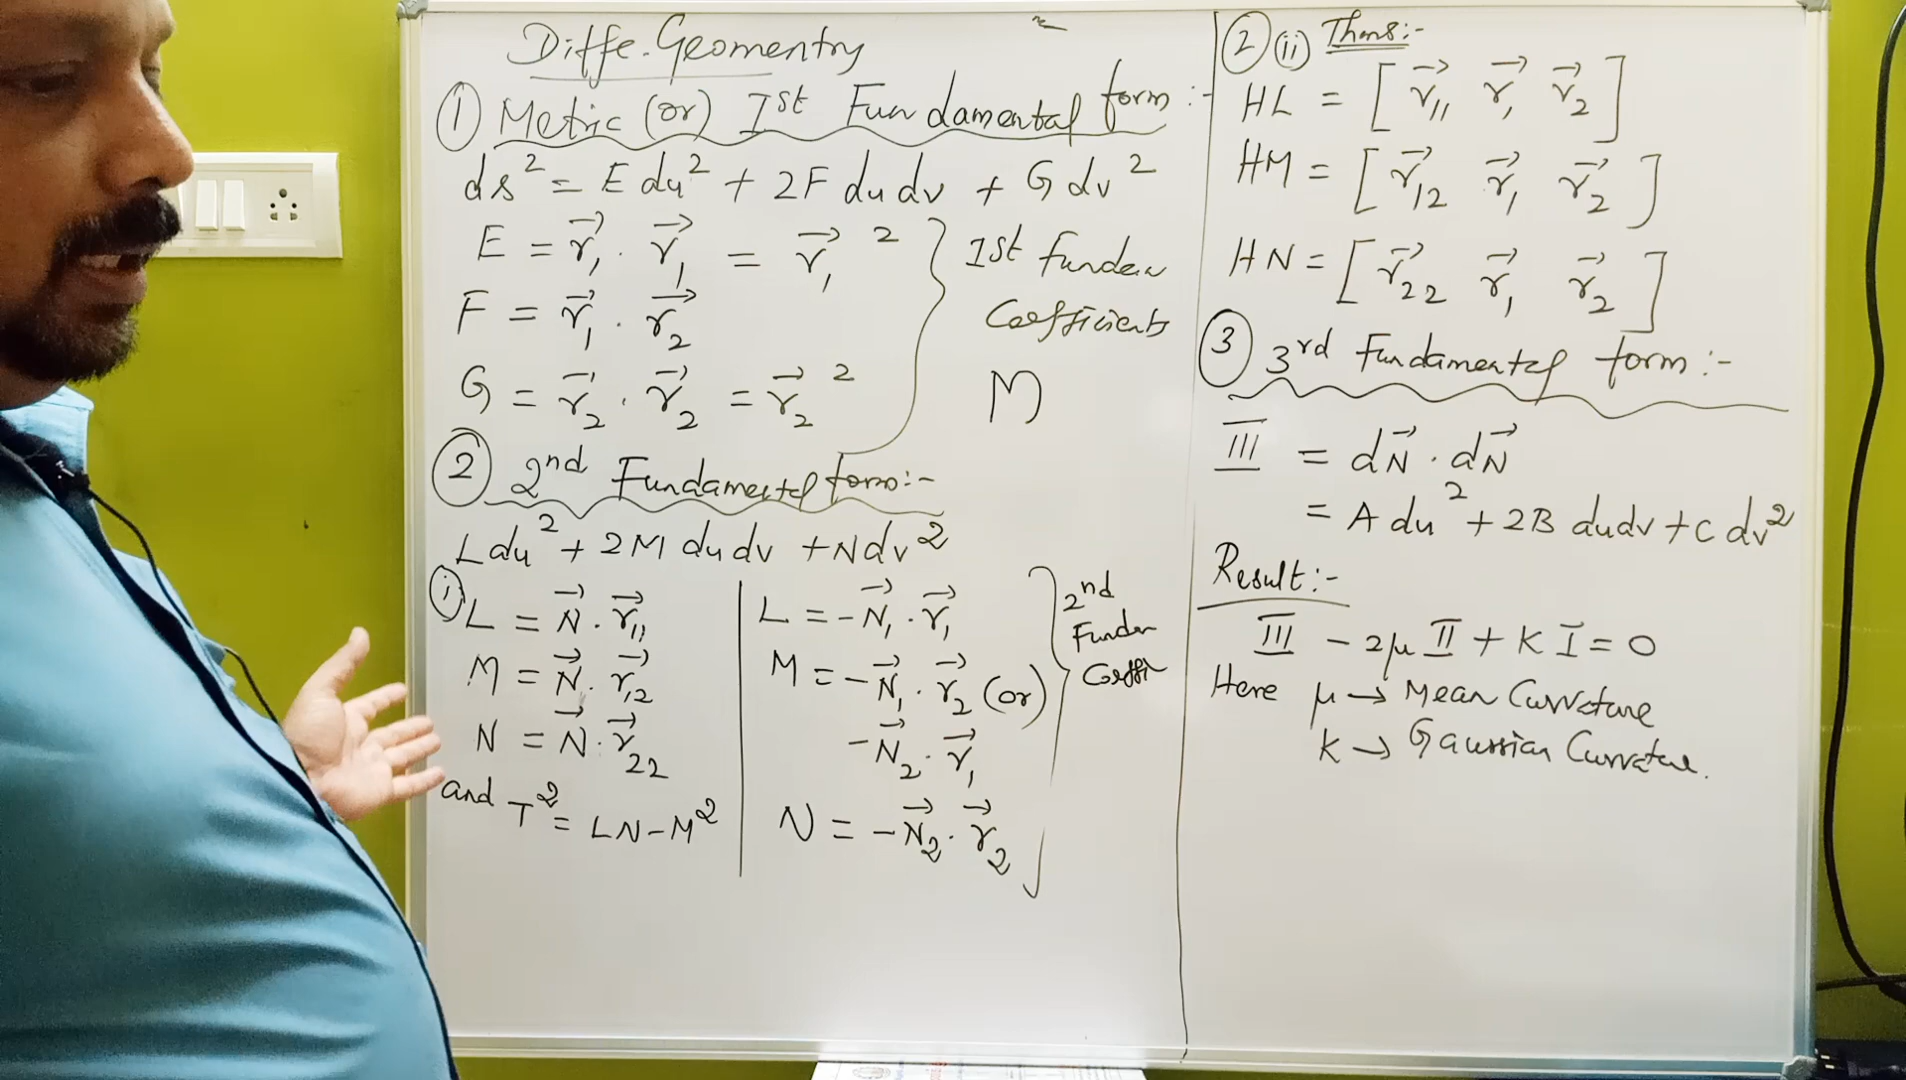 Diffe. Geomentry
① Metric (or) Ist Fundamental form :-
ds² = E du² + 2F du dv + G dv²
E = r⃗₁ . r⃗₁ = r⃗₁²
F = r⃗₁ . r⃗₂
G = r⃗₂ . r⃗₂ = r⃗₂²
Ist funden
Coefficients
M
② 2nd Fundamental form :-
L du² + 2M du dv + N dv²
(i) L = N⃗ . r⃗₁₁
M = N⃗ . r⃗₁₂
N = N⃗ . r⃗₂₂
and T² = LN - M²
L = -N⃗₁ . r⃗₁
M = -N⃗₁ . r⃗₂ (or)
-N⃗₂ . r⃗₁
N = -N⃗₂ . r⃗₂
2nd
Funden
Coeffi
② (ii) Thms :-
HL = [r⃗₁₁ r⃗₁ r⃗₂]
HM = [r⃗₁₂ r⃗₁ r⃗₂]
HN = [r⃗₂₂ r⃗₁ r⃗₂]
③ 3rd Fundamental form :-
III = dN⃗ . dN⃗
= A du² + 2B du dv + C dv²
Result :-
III - 2μ II + K I = 0
Here μ → Mean Curvature
K → Gaussian Curvature.